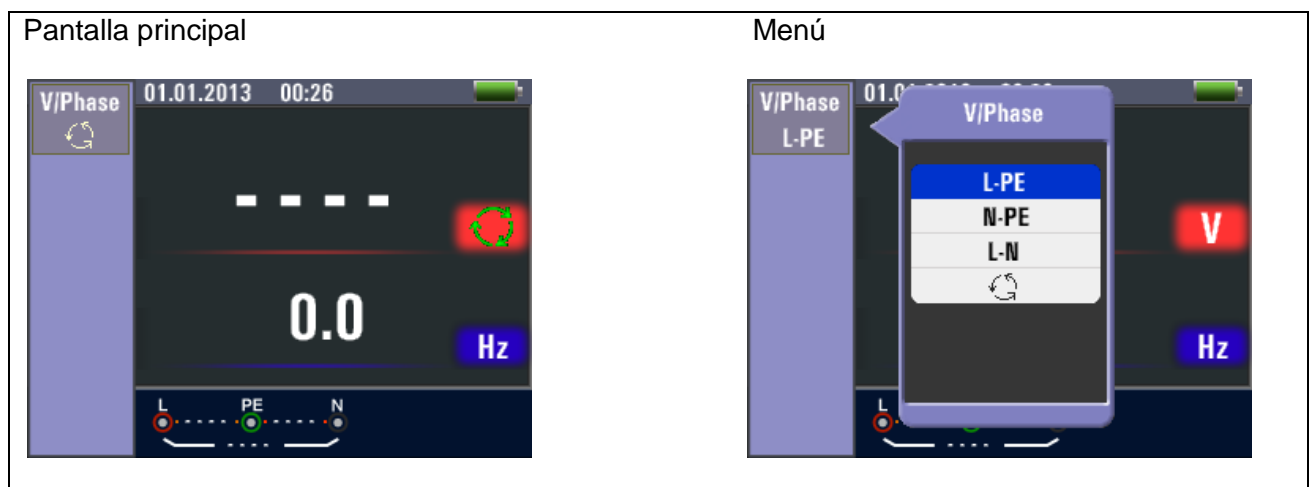 Pantalla principal
Menú
V/Phase
01.01.2013 00:26
- - - -
0.0
Hz
L PE N
V/Phase
L-PE
V/Phase
L-PE
N-PE
L-N
V
Hz
L